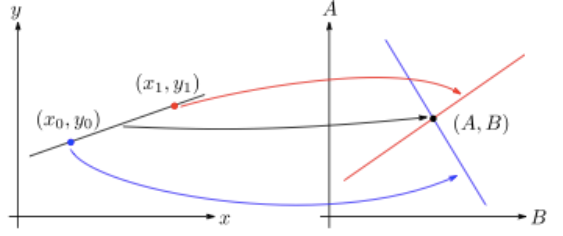 y
A
(x₁, y₁)
(x₀, y₀)
(A, B)
x
B